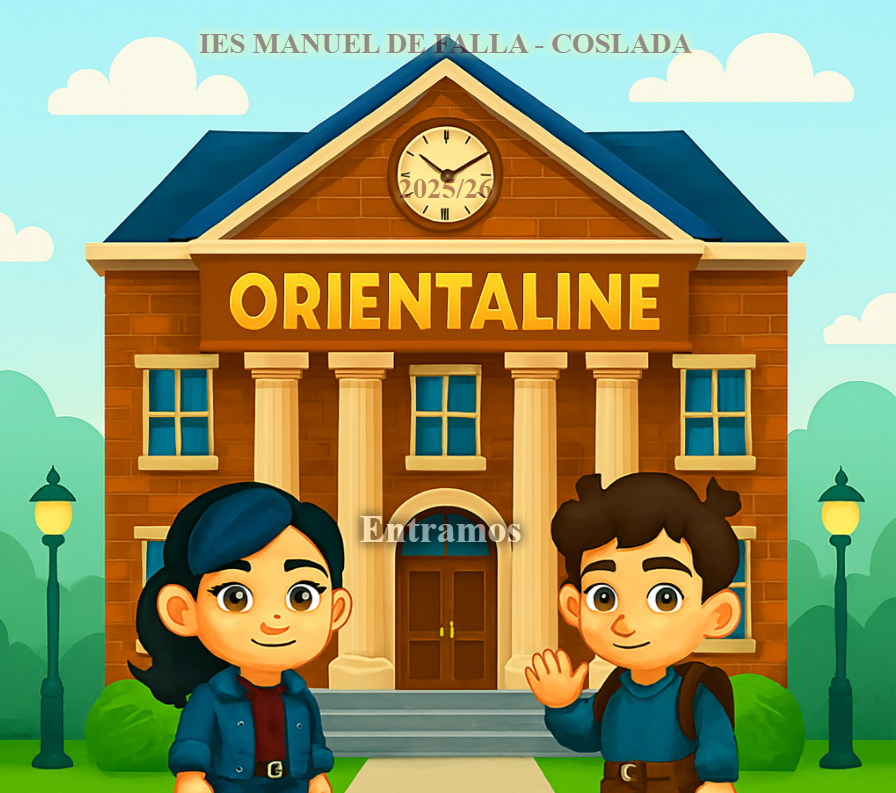 IES MANUEL DE FALLA - COSLADA
2025/26
ORIENTALINE
Entramos